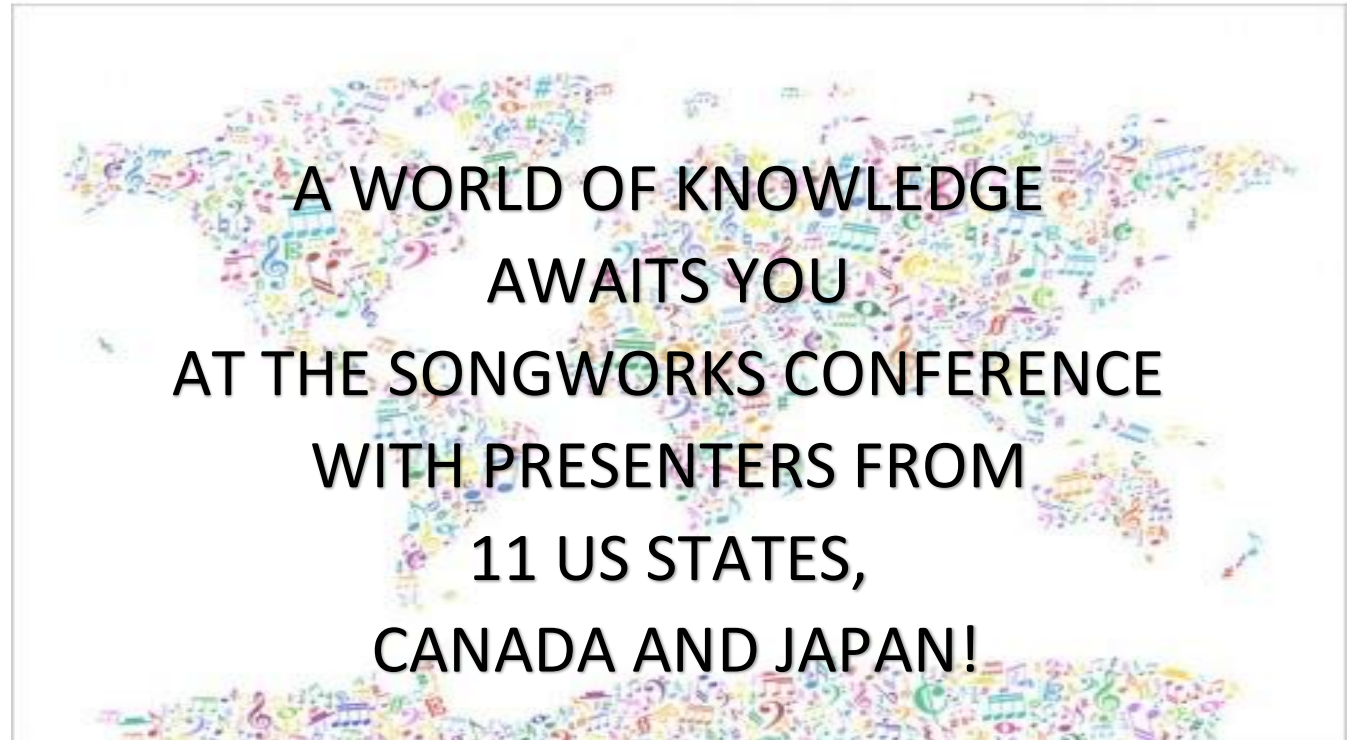 A WORLD OF KNOWLEDGE
AWAITS YOU
AT THE SONGWORKS CONFERENCE
WITH PRESENTERS FROM
11 US STATES,
CANADA AND JAPAN!